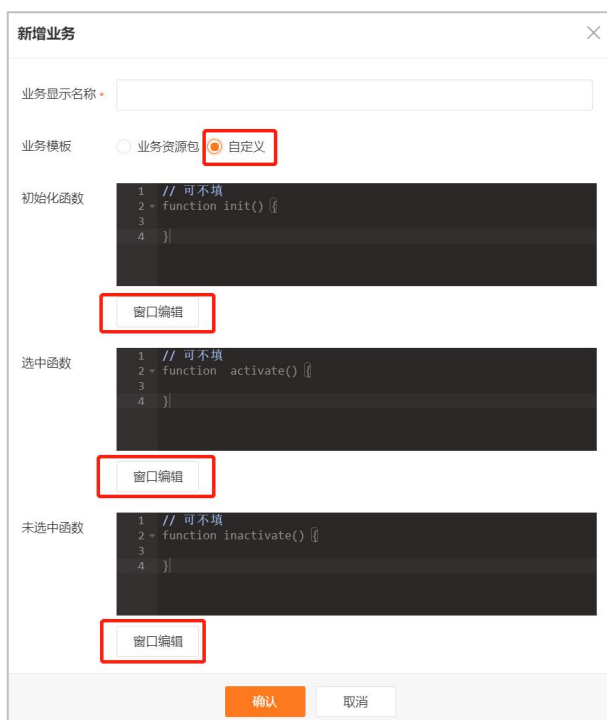 新增业务
业务显示名称 *
业务模板 业务资源包 自定义
初始化函数
1 // 可不填
2 function init() {
3
4 }
窗口编辑
选中函数
1 // 可不填
2 function  activate() {
3
4 }
窗口编辑
未选中函数
1 // 可不填
2 function inactivate() {
3
4 }
窗口编辑
确认 取消